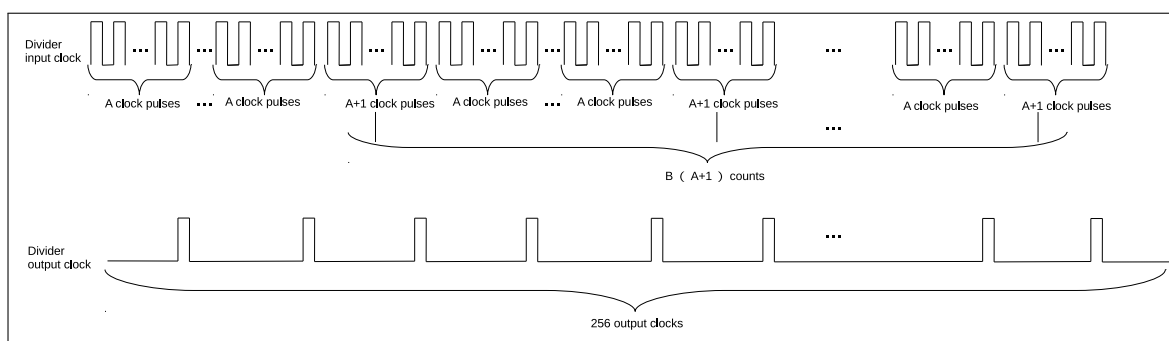 Divider
input clock
... ... ... ... ... ... ... ... ... ... ...
A clock pulses ... A clock pulses A+1 clock pulses A clock pulses ... A clock pulses A+1 clock pulses A clock pulses A+1 clock pulses
...
B ( A+1 ) counts
Divider
output clock
...
256 output clocks